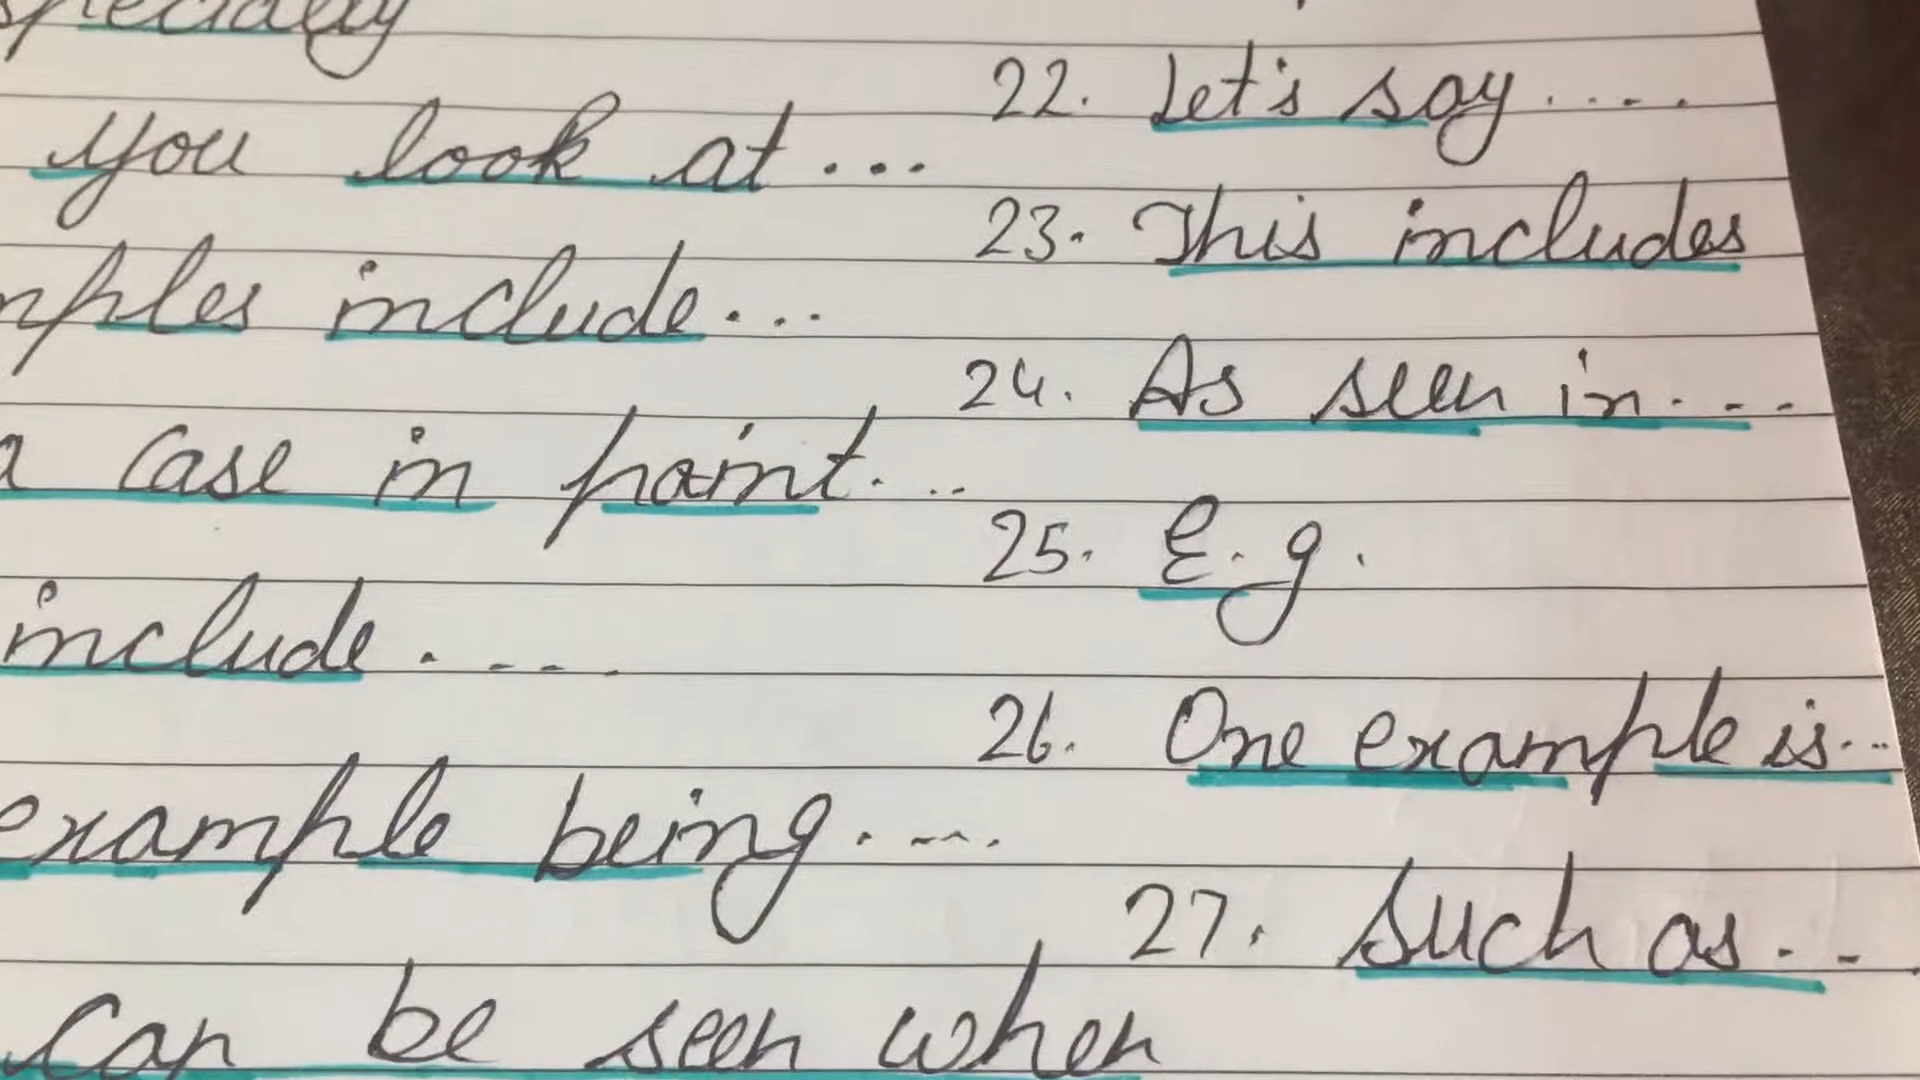 you look at...
include...
a case in point...
include....
example being....
can be seen when
22. Let's say....
23. This includes
24. As seen in....
25. E.g.
26. One example is...
27. Such as...